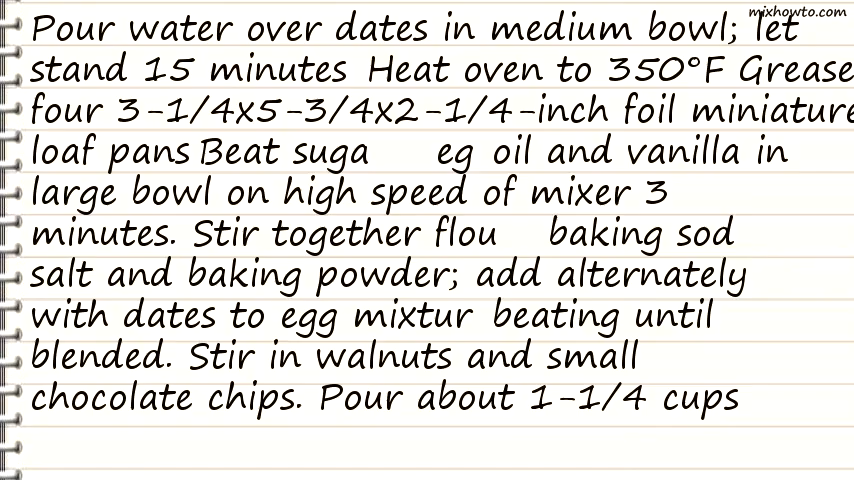 mixhowto.com
Pour water over dates in medium bowl; let
stand 15 minutes Heat oven to 350°F Grease
four 3-1/4x5-3/4x2-1/4-inch foil miniature
loaf pans Beat suga eg oil and vanilla in
large bowl on high speed of mixer 3
minutes. Stir together flou baking sod
salt and baking powder; add alternately
with dates to egg mixtur beating until
blended. Stir in walnuts and small
chocolate chips. Pour about 1-1/4 cups